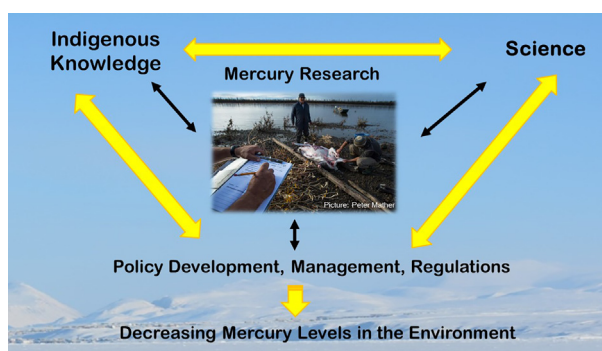 Indigenous
Knowledge
Science
Mercury Research
Picture: Peter Mather
Policy Development, Management, Regulations
Decreasing Mercury Levels in the Environment